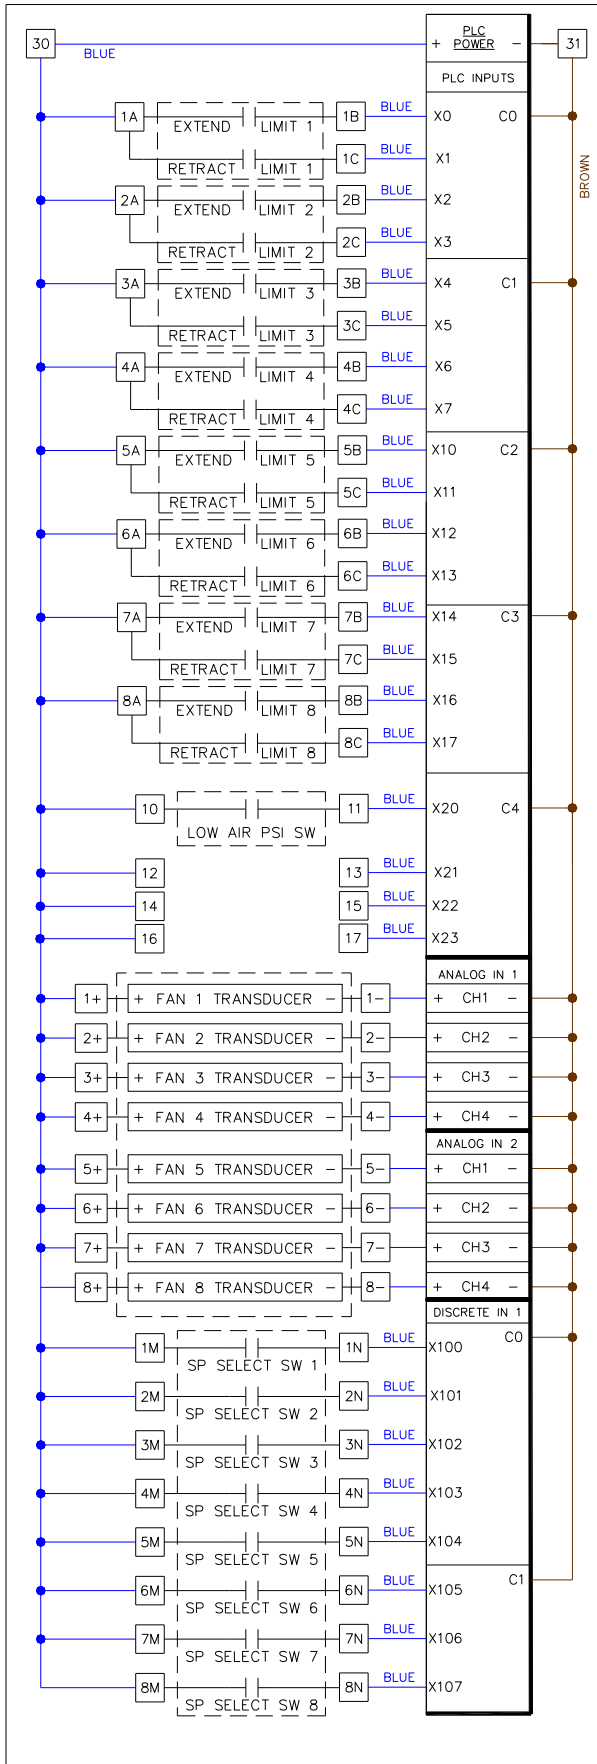 30 BLUE + PLC POWER - 31
PLC INPUTS
1A EXTEND LIMIT 1 1B BLUE X0 C0
RETRACT LIMIT 1 1C BLUE X1
BROWN
2A EXTEND LIMIT 2 2B BLUE X2
RETRACT LIMIT 2 2C BLUE X3
3A EXTEND LIMIT 3 3B BLUE X4 C1
RETRACT LIMIT 3 3C BLUE X5
4A EXTEND LIMIT 4 4B BLUE X6
RETRACT LIMIT 4 4C BLUE X7
5A EXTEND LIMIT 5 5B BLUE X10 C2
RETRACT LIMIT 5 5C BLUE X11
6A EXTEND LIMIT 6 6B BLUE X12
RETRACT LIMIT 6 6C BLUE X13
7A EXTEND LIMIT 7 7B BLUE X14 C3
RETRACT LIMIT 7 7C BLUE X15
8A EXTEND LIMIT 8 8B BLUE X16
RETRACT LIMIT 8 8C BLUE X17
10 LOW AIR PSI SW 11 BLUE X20 C4
12 13 BLUE X21
14 15 BLUE X22
16 17 BLUE X23
ANALOG IN 1
1+ + FAN 1 TRANSDUCER - 1- + CH1 -
2+ + FAN 2 TRANSDUCER - 2- + CH2 -
3+ + FAN 3 TRANSDUCER - 3- + CH3 -
4+ + FAN 4 TRANSDUCER - 4- + CH4 -
ANALOG IN 2
5+ + FAN 5 TRANSDUCER - 5- + CH1 -
6+ + FAN 6 TRANSDUCER - 6- + CH2 -
7+ + FAN 7 TRANSDUCER - 7- + CH3 -
8+ + FAN 8 TRANSDUCER - 8- + CH4 -
DISCRETE IN 1
C0
1M SP SELECT SW 1 1N BLUE X100
2M SP SELECT SW 2 2N BLUE X101
3M SP SELECT SW 3 3N BLUE X102
4M SP SELECT SW 4 4N BLUE X103
5M SP SELECT SW 5 5N BLUE X104
6M SP SELECT SW 6 6N BLUE X105 C1
7M SP SELECT SW 7 7N BLUE X106
8M SP SELECT SW 8 8N BLUE X107